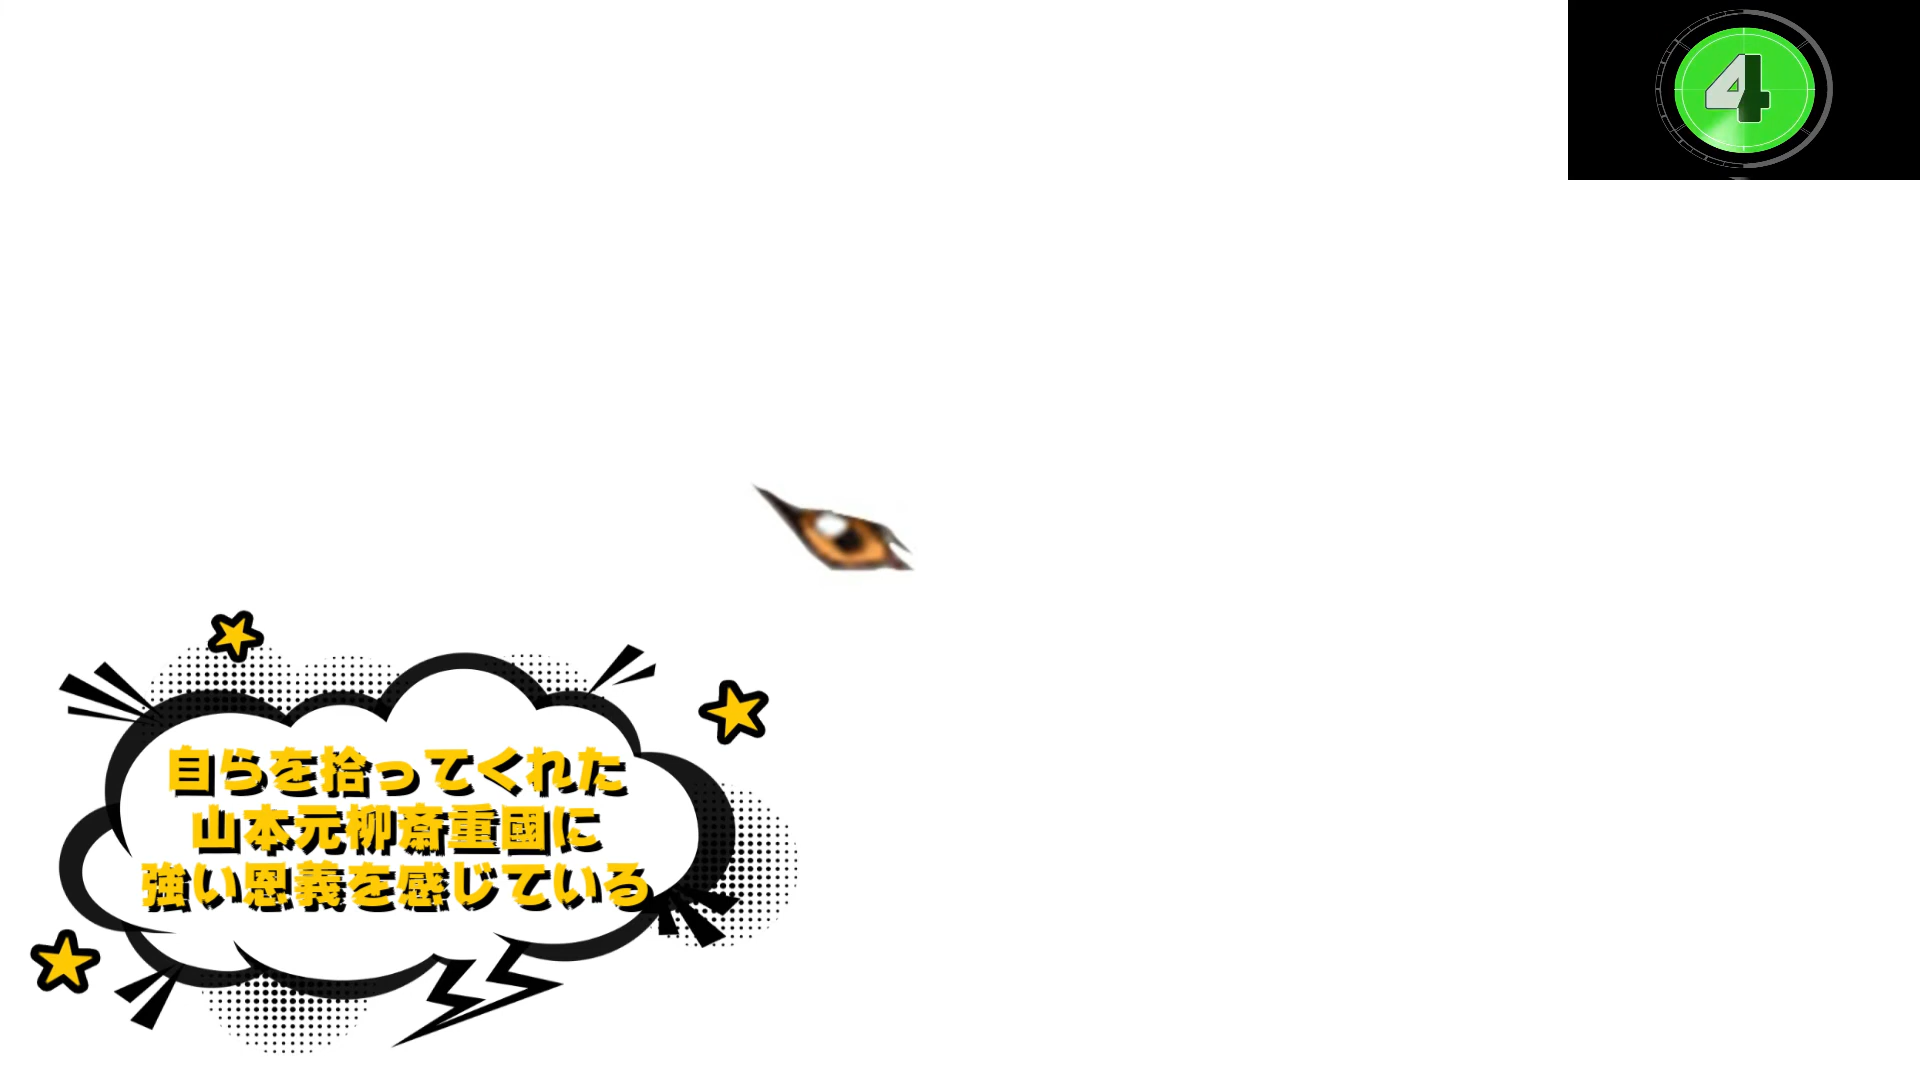 4
自らを拾ってくれた
山本元柳斎重國に
強い恩義を感じている